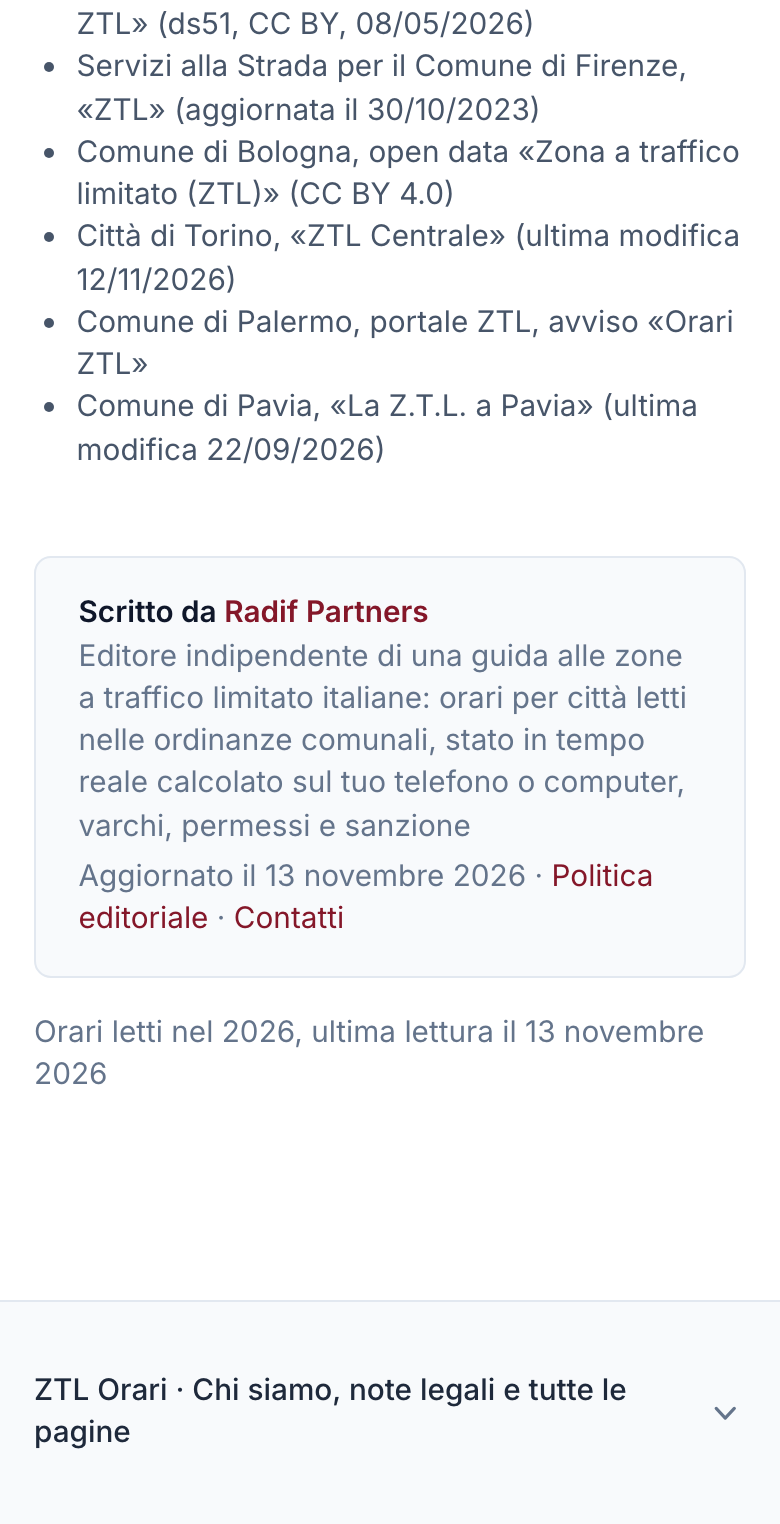 ZTL» (ds51, CC BY, 08/05/2026)
• Servizi alla Strada per il Comune di Firenze,
«ZTL» (aggiornata il 30/10/2023)
• Comune di Bologna, open data «Zona a traffico
limitato (ZTL)» (CC BY 4.0)
• Città di Torino, «ZTL Centrale» (ultima modifica
12/11/2026)
• Comune di Palermo, portale ZTL, avviso «Orari
ZTL»
• Comune di Pavia, «La Z.T.L. a Pavia» (ultima
modifica 22/09/2026)
Scritto da Radif Partners
Editore indipendente di una guida alle zone
a traffico limitato italiane: orari per città letti
nelle ordinanze comunali, stato in tempo
reale calcolato sul tuo telefono o computer,
varchi, permessi e sanzione
Aggiornato il 13 novembre 2026 · Politica
editoriale · Contatti
Orari letti nel 2026, ultima lettura il 13 novembre
2026
ZTL Orari · Chi siamo, note legali e tutte le
pagine